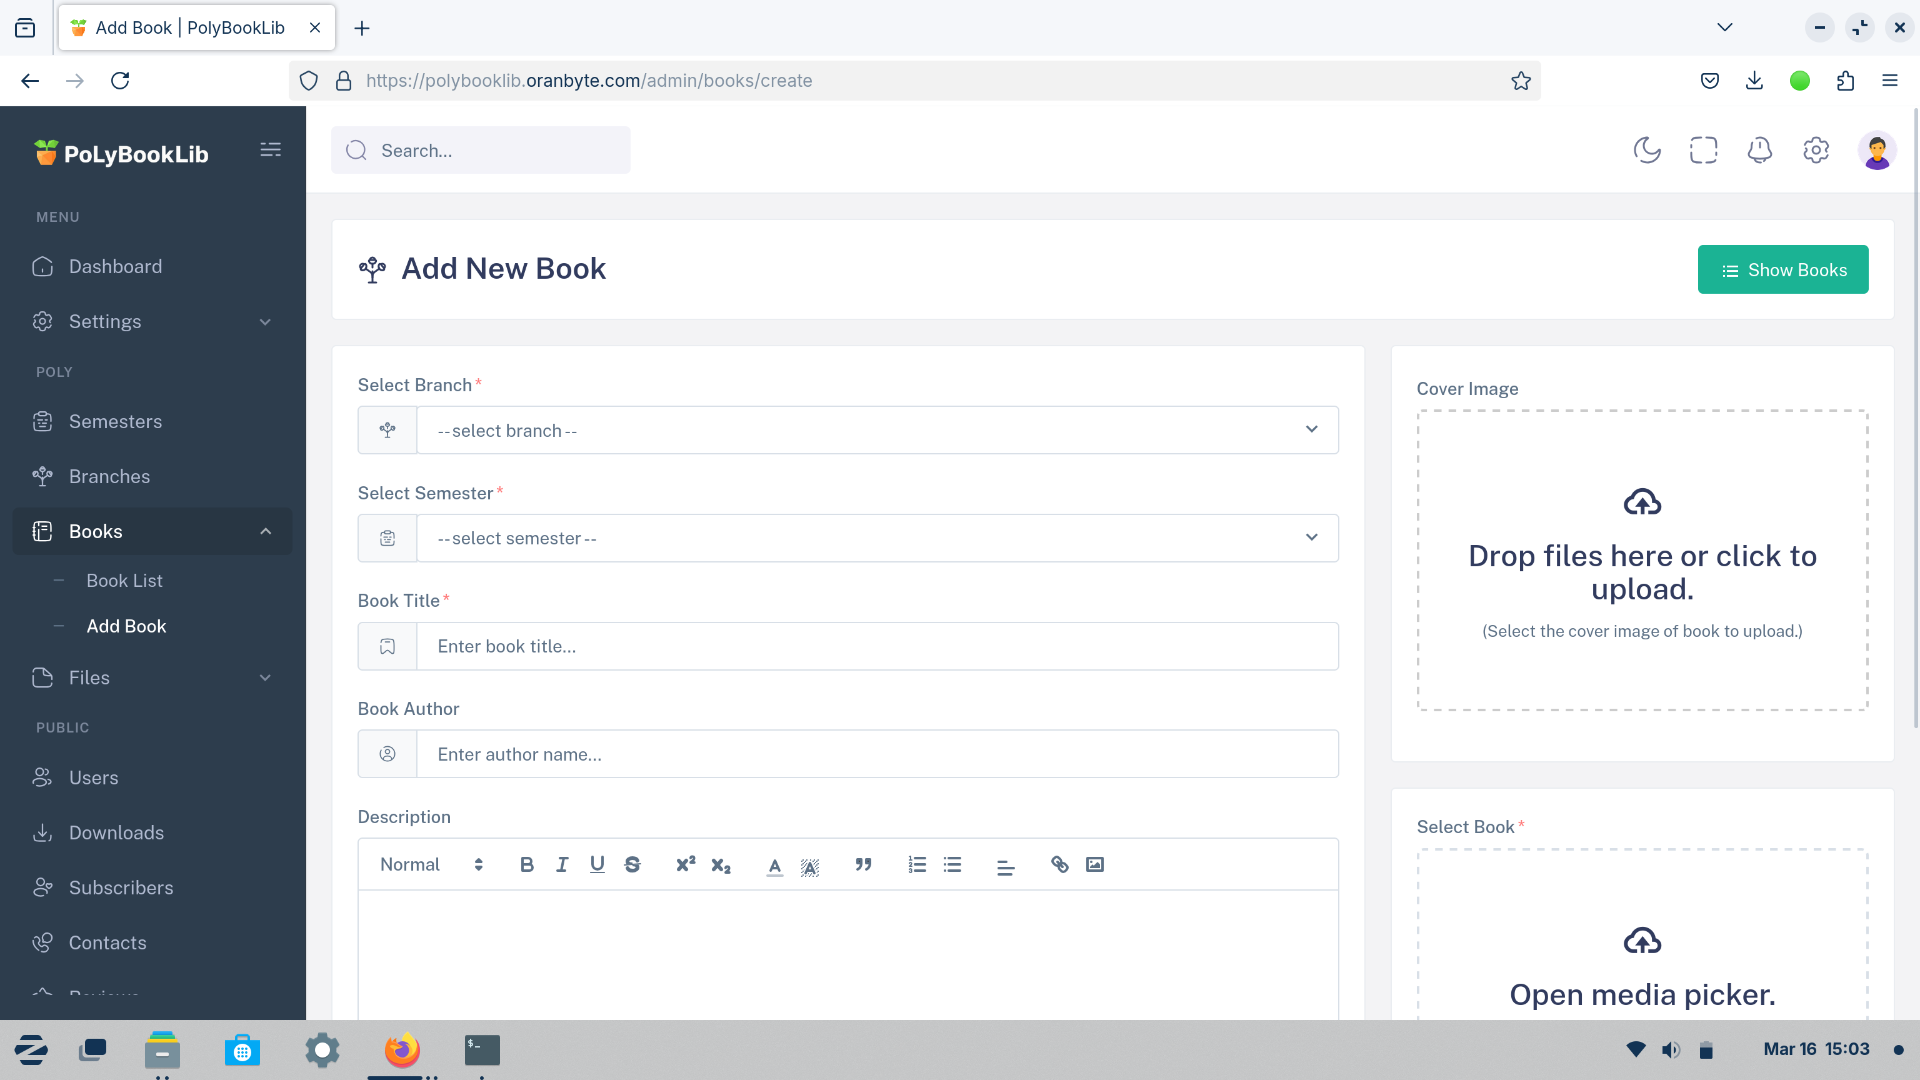 Add Book | PolyBookLib
https://polybooklib.oranbyte.com/admin/books/create
PoLyBookLib
Search...
MENU
Dashboard
Settings
POLY
Semesters
Branches
Books
Book List
Add Book
Files
PUBLIC
Users
Downloads
Subscribers
Contacts
Reviews
Add New Book
Show Books
Select Branch *
-- select branch --
Select Semester *
-- select semester --
Book Title *
Enter book title...
Book Author
Enter author name...
Description
Normal
Cover Image
Drop files here or click to
upload.
(Select the cover image of book to upload.)
Select Book *
Open media picker.
Mar 16 15:03